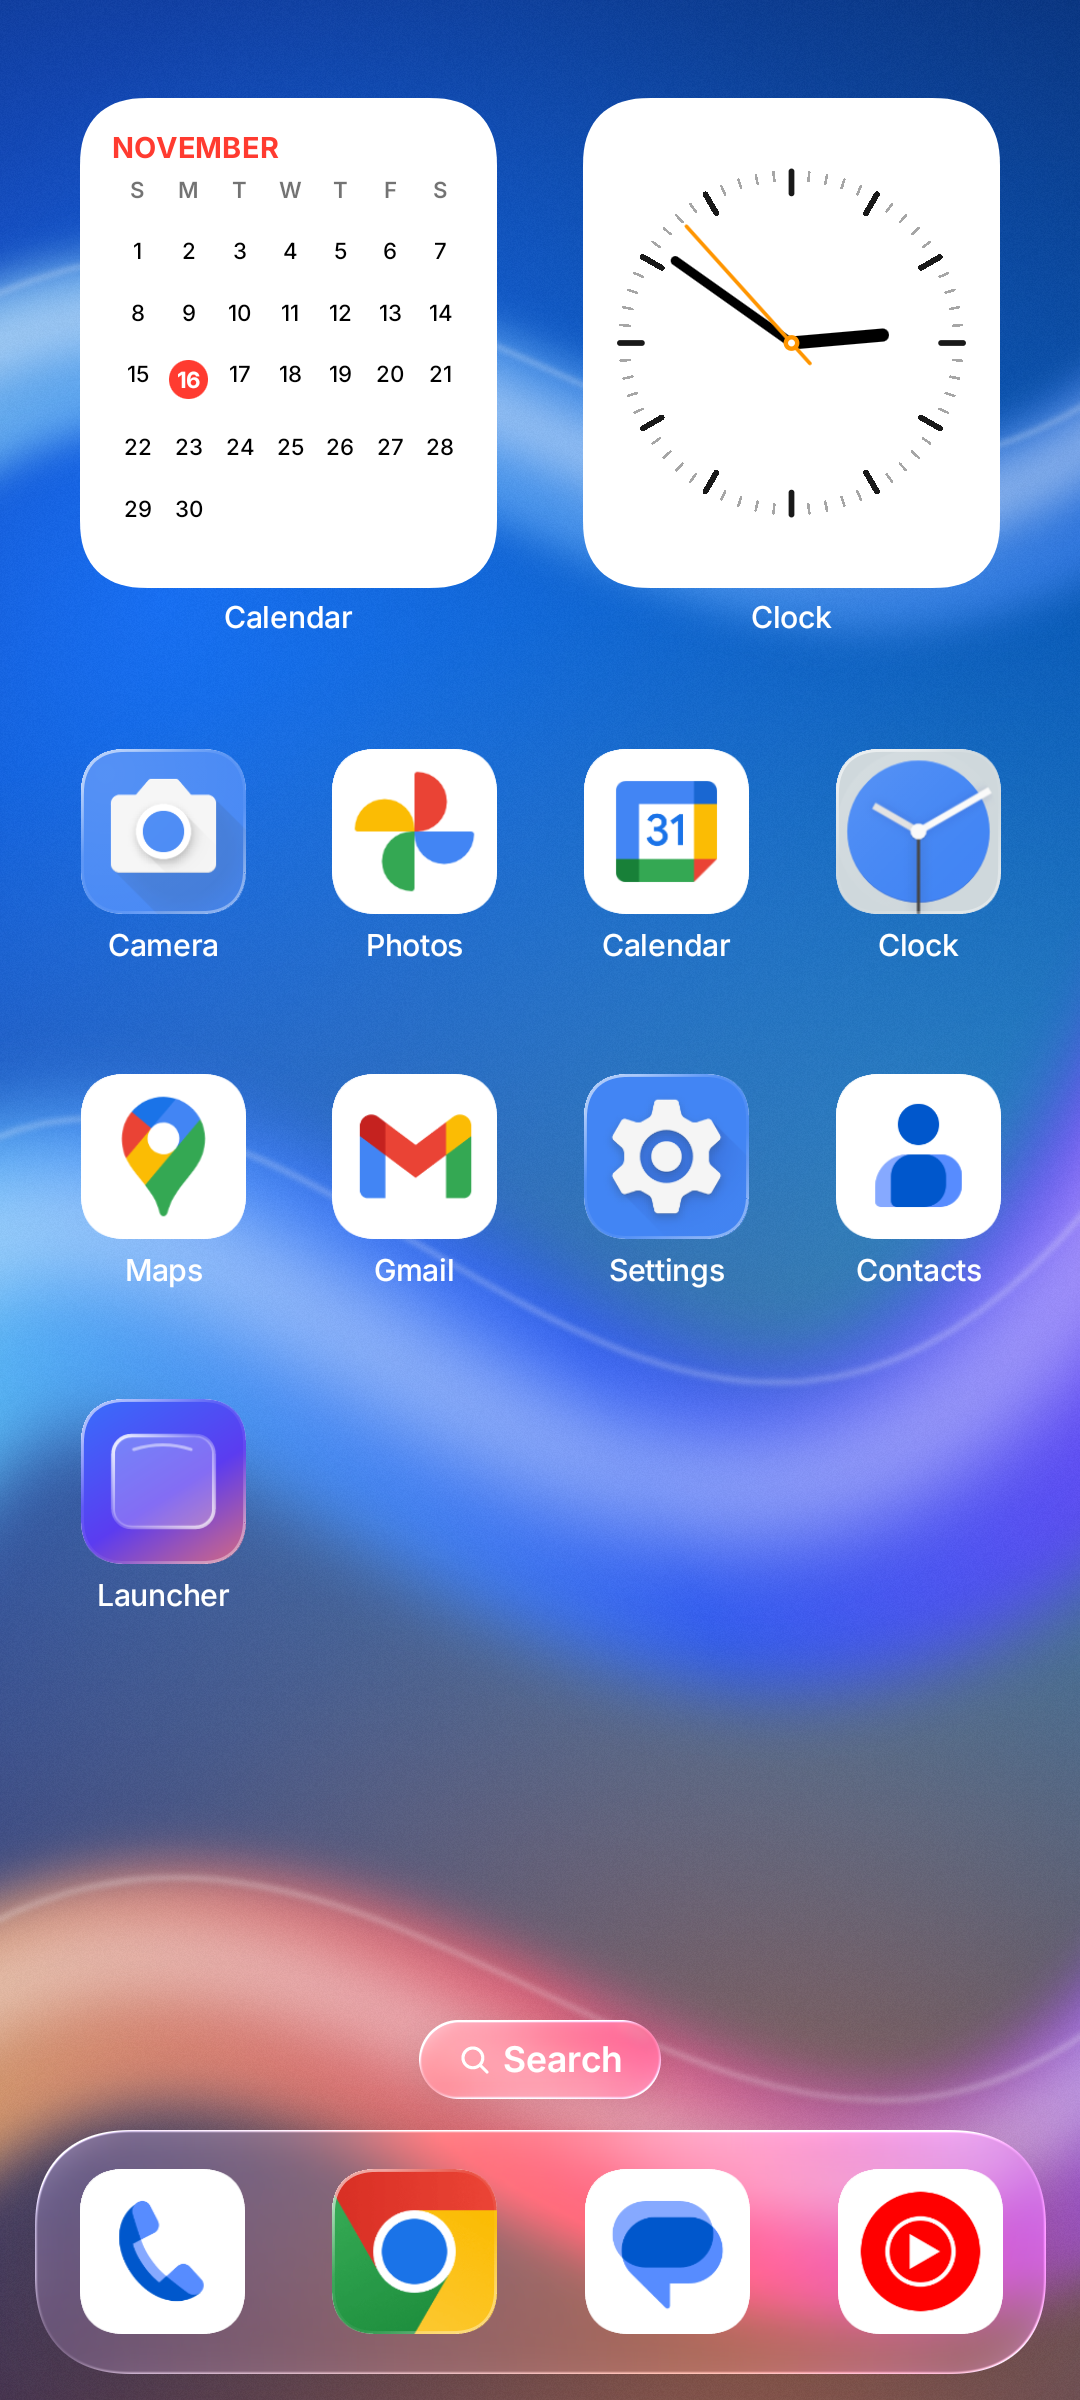 NOVEMBER
S M T W T F S
1 2 3 4 5 6 7
8 9 10 11 12 13 14
15 16 17 18 19 20 21
22 23 24 25 26 27 28
29 30
Calendar Clock
31
Camera Photos Calendar Clock
Maps Gmail Settings Contacts
Launcher
Search